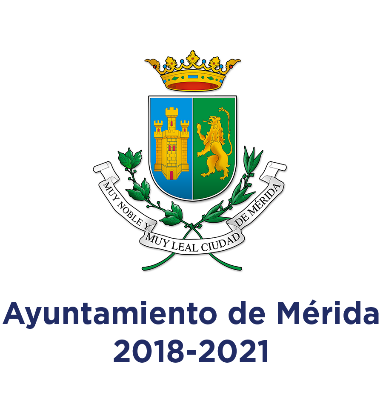 MUY NOBLE Y MUY LEAL CIUDAD DE MÉRIDA
Ayuntamiento de Mérida
2018-2021